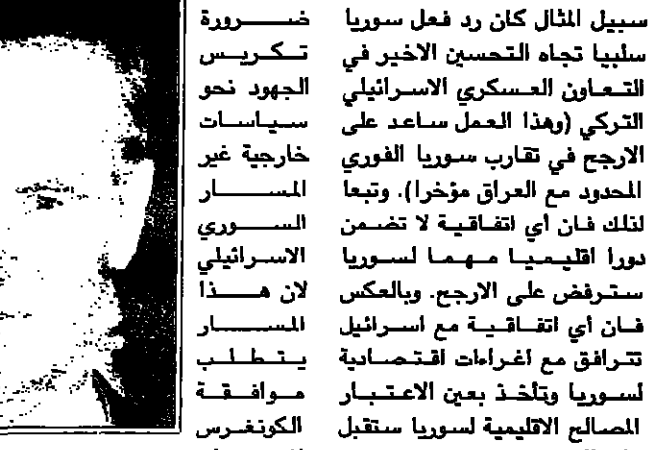 سبيل المثال كان رد فعل سوريا
سلبيا تجاه التحسين الاخير في
التعاون العسكري الاسرائيلي
التركي (وهذا العمل ساعد على
الارجح في تقارب سوريا الفوري
المحدود مع العراق مؤخرا). وتبعا
لذلك فان أي اتفاقية لا تضمن
دورا اقليميا مهما لسوريا
سترفض على الارجح. وبالعكس
فان أي اتفاقية مع اسرائيل
تترافق مع اغراءات اقتصادية
لسوريا وتأخذ بعين الاعتبار
المصالح الاقليمية لسوريا ستقبل
ضرورة
تكريس
الجهود نحو
سياسات
خارجية غير
المسار
السوري
الاسرائيلي
لان هذا
المسار
يتطلب
موافقة
الكونغرس